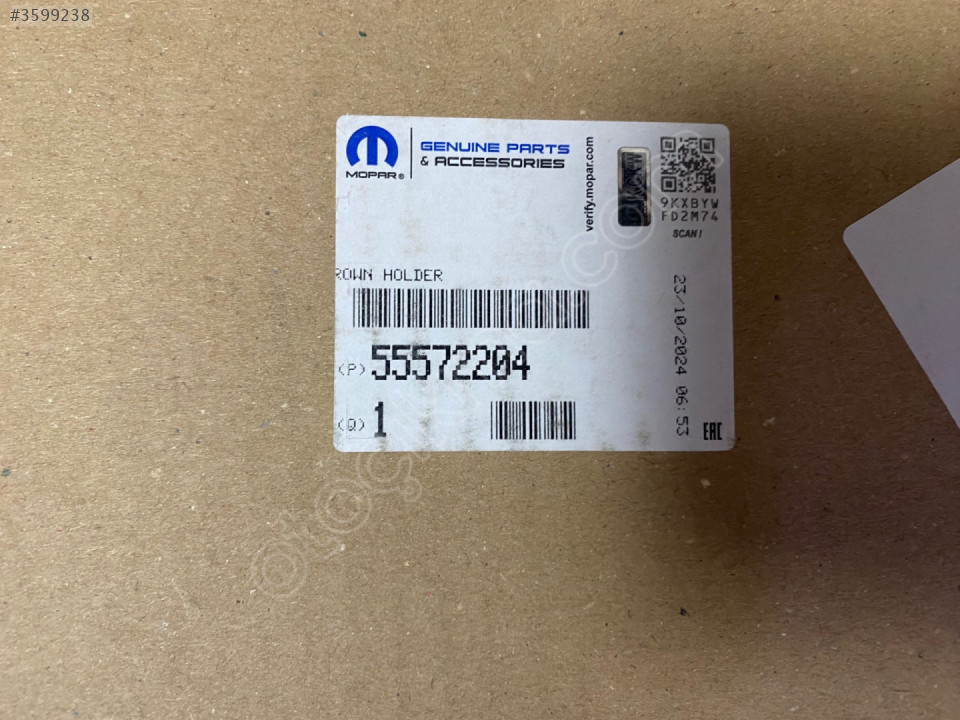 #3599238
MOPAR®
GENUINE PARTS
& ACCESSORIES
verify.mopar.com
9KXBYW
FD2M74
SCAN!
ROWN HOLDER
(P) 55572204
(Q) 1
23/10/2024 06:53
EAC